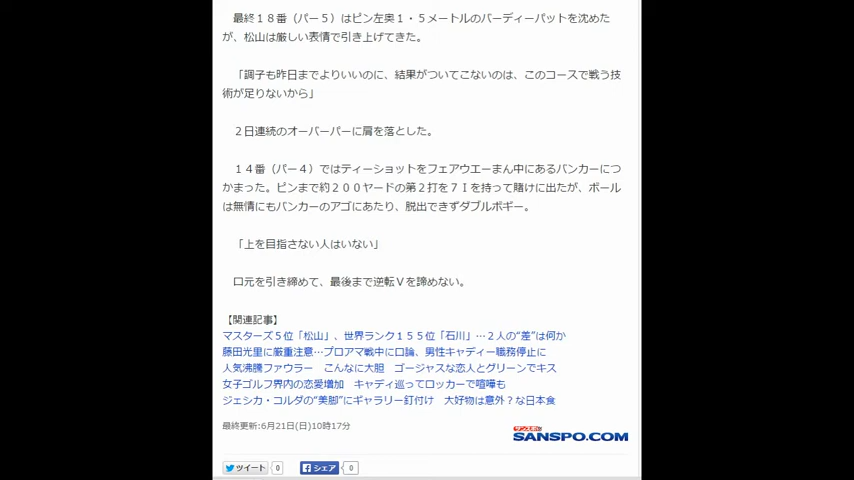 最終１８番（パー５）はピン左奥１・５メートルのバーディーパットを沈めた
が、松山は厳しい表情で引き上げてきた。
「調子も昨日までよりいいのに、結果がついてこないのは、このコースで戦う技
術が足りないから」
２日連続のオーバーパーに肩を落とした。
１４番（パー４）ではティーショットをフェアウエーまん中にあるバンカーにつ
かまった。ピンまで約２００ヤードの第２打を７Ｉを持って賭けに出たが、ボール
は無情にもバンカーのアゴにあたり、脱出できずダブルボギー。
「上を目指さない人はいない」
口元を引き締めて、最後まで逆転Ｖを諦めない。
【関連記事】
マスターズ５位「松山」、世界ランク１５５位「石川」…２人の“差”は何か
藤田光里に厳重注意…プロアマ戦中に口論、男性キャディー職務停止に
人気沸騰ファウラー　こんなに大胆　ゴージャスな恋人とグリーンでキス
女子ゴルフ界内の恋愛増加　キャディ巡ってロッカーで喧嘩も
ジェシカ・コルダの“美脚”にギャラリー釘付け　大好物は意外？な日本食
最終更新:6月21日(日)10時17分
サンスポ
SANSPO.COM
ツイート 0 シェア 0